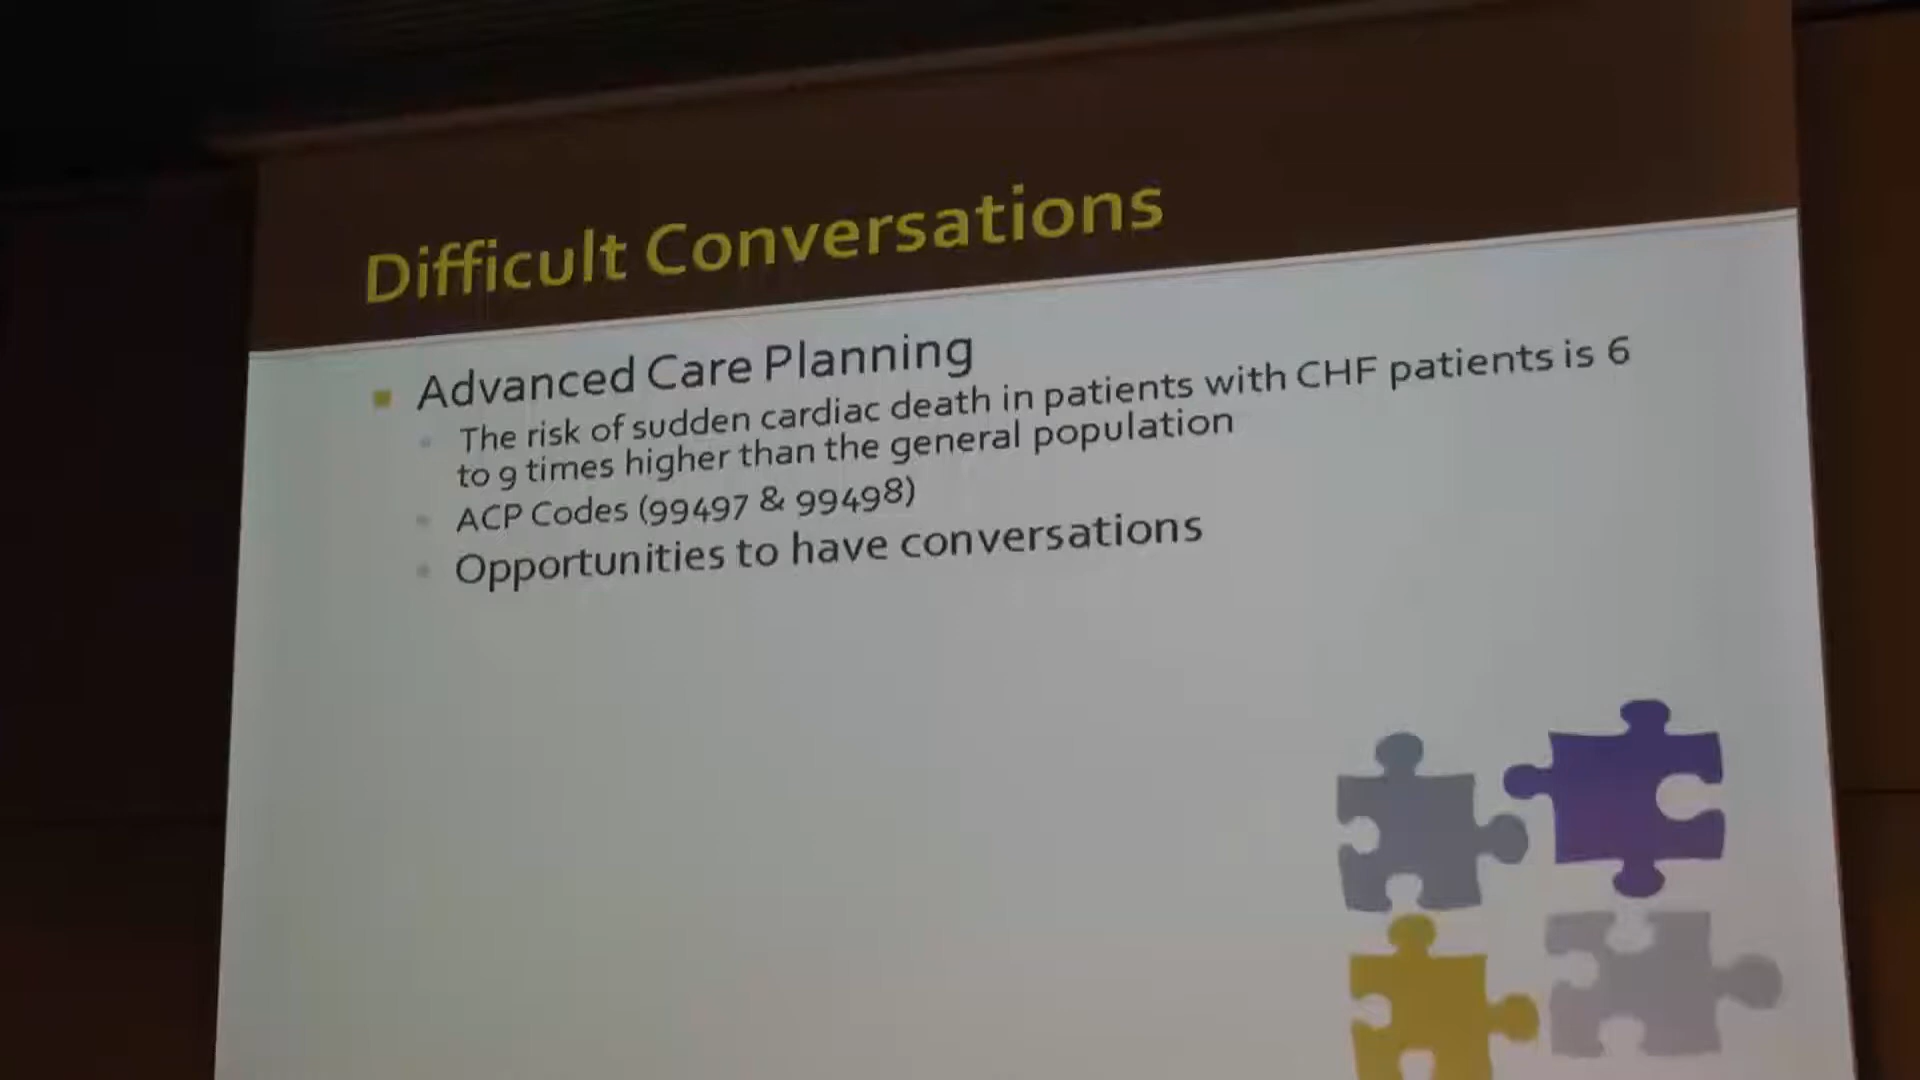 Difficult Conversations
Advanced Care Planning
The risk of sudden cardiac death in patients with CHF patients is 6
to 9 times higher than the general population
ACP Codes (99497 & 99498)
Opportunities to have conversations